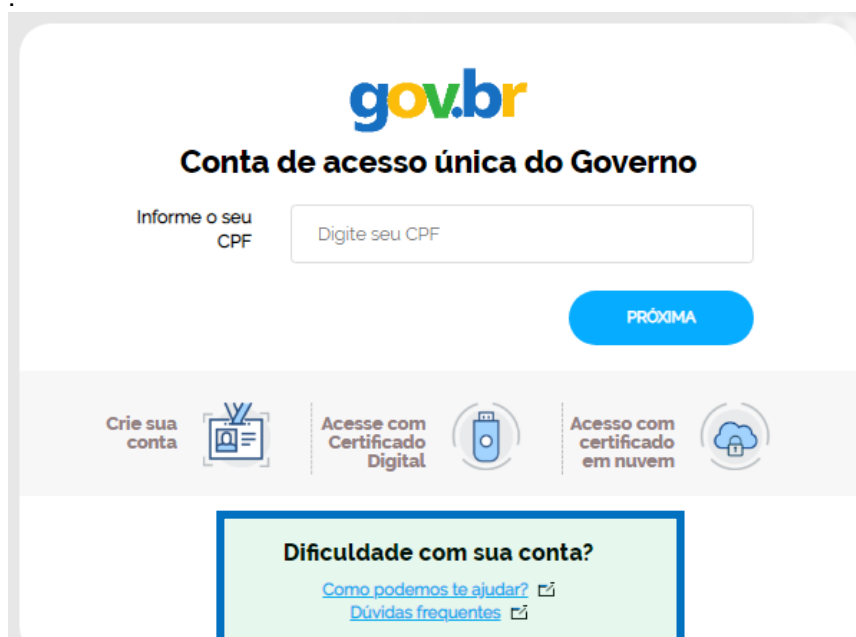 .
gov.br
Conta de acesso única do Governo
Informe o seu
CPF
Digite seu CPF
PRÓXIMA
Crie sua
conta
Acesse com
Certificado
Digital
Acesso com
certificado
em nuvem
Dificuldade com sua conta?
Como podemos te ajudar?
Dúvidas frequentes